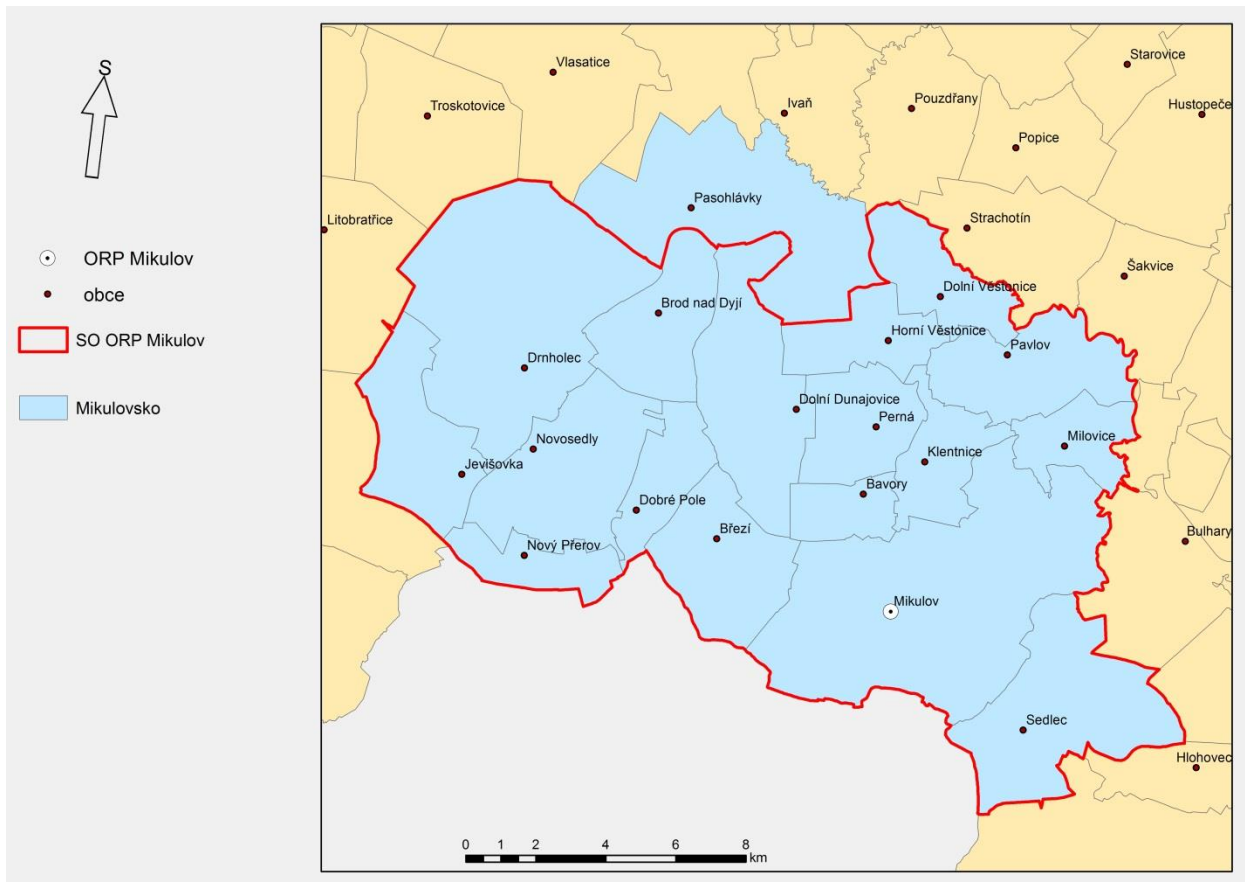 S
ORP Mikulov
obce
SO ORP Mikulov
Mikulovsko
Vlasatice
Starovice
Troskotovice
Ivaň
Pouzdřany
Hustopeče
Popice
Pasohlávky
Litobratřice
Strachotín
Šakvice
Dolní Věstonice
Brod nad Dyjí
Horní Věstonice
Pavlov
Drnholec
Dolní Dunajovice
Perná
Novosedly
Milovice
Klentnice
Jevišovka
Bavory
Dobré Pole
Březí
Bulhary
Nový Přerov
Mikulov
Sedlec
Hlohovec
0 1 2 4 6 8
km